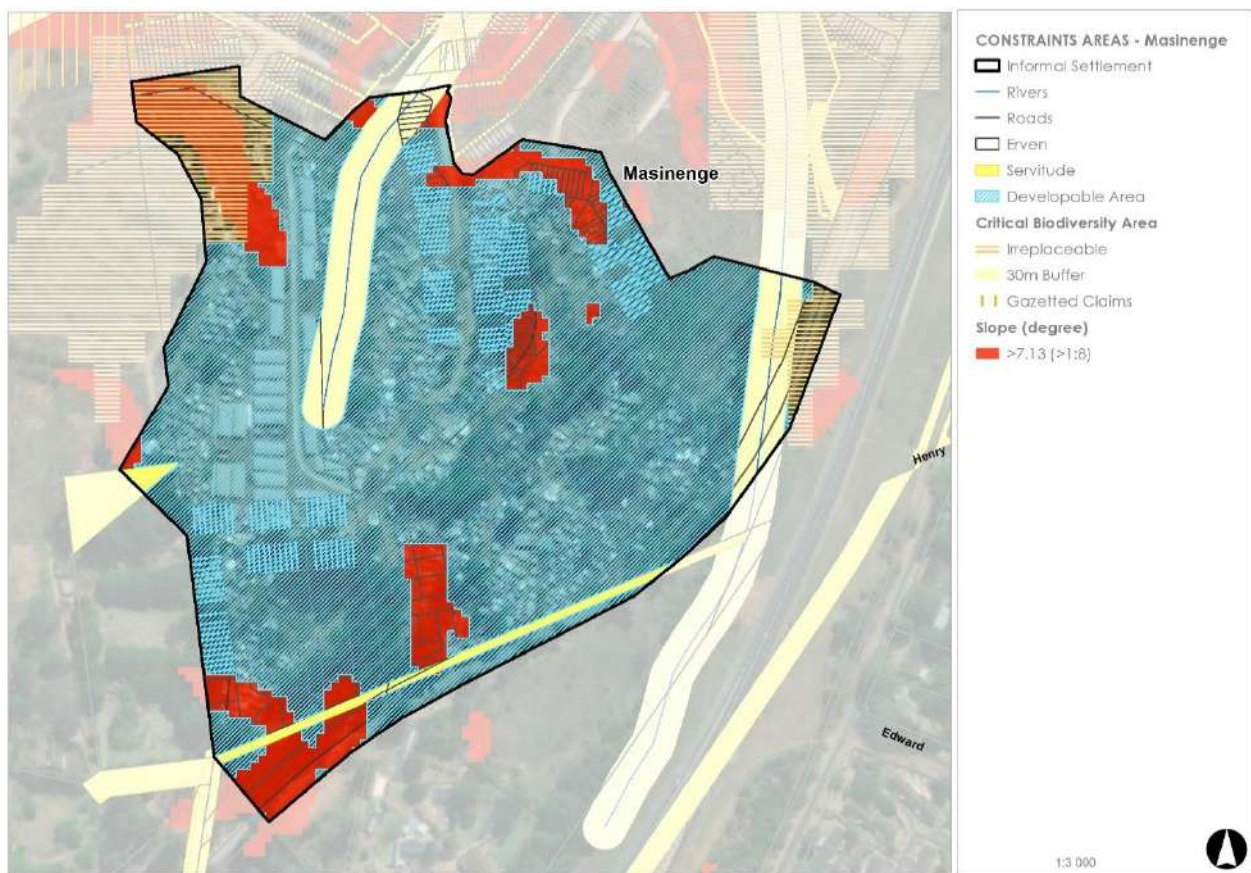 Masinenge
Henry
Edward
CONSTRAINTS AREAS - Masinenge
Informal Settlement
Rivers
Roads
Erven
Servitude
Developable Area
Critical Biodiversity Area
Irreplaceable
30m Buffer
Gazetted Claims
Slope (degree)
>7.13 (>1:8)
1:3 000